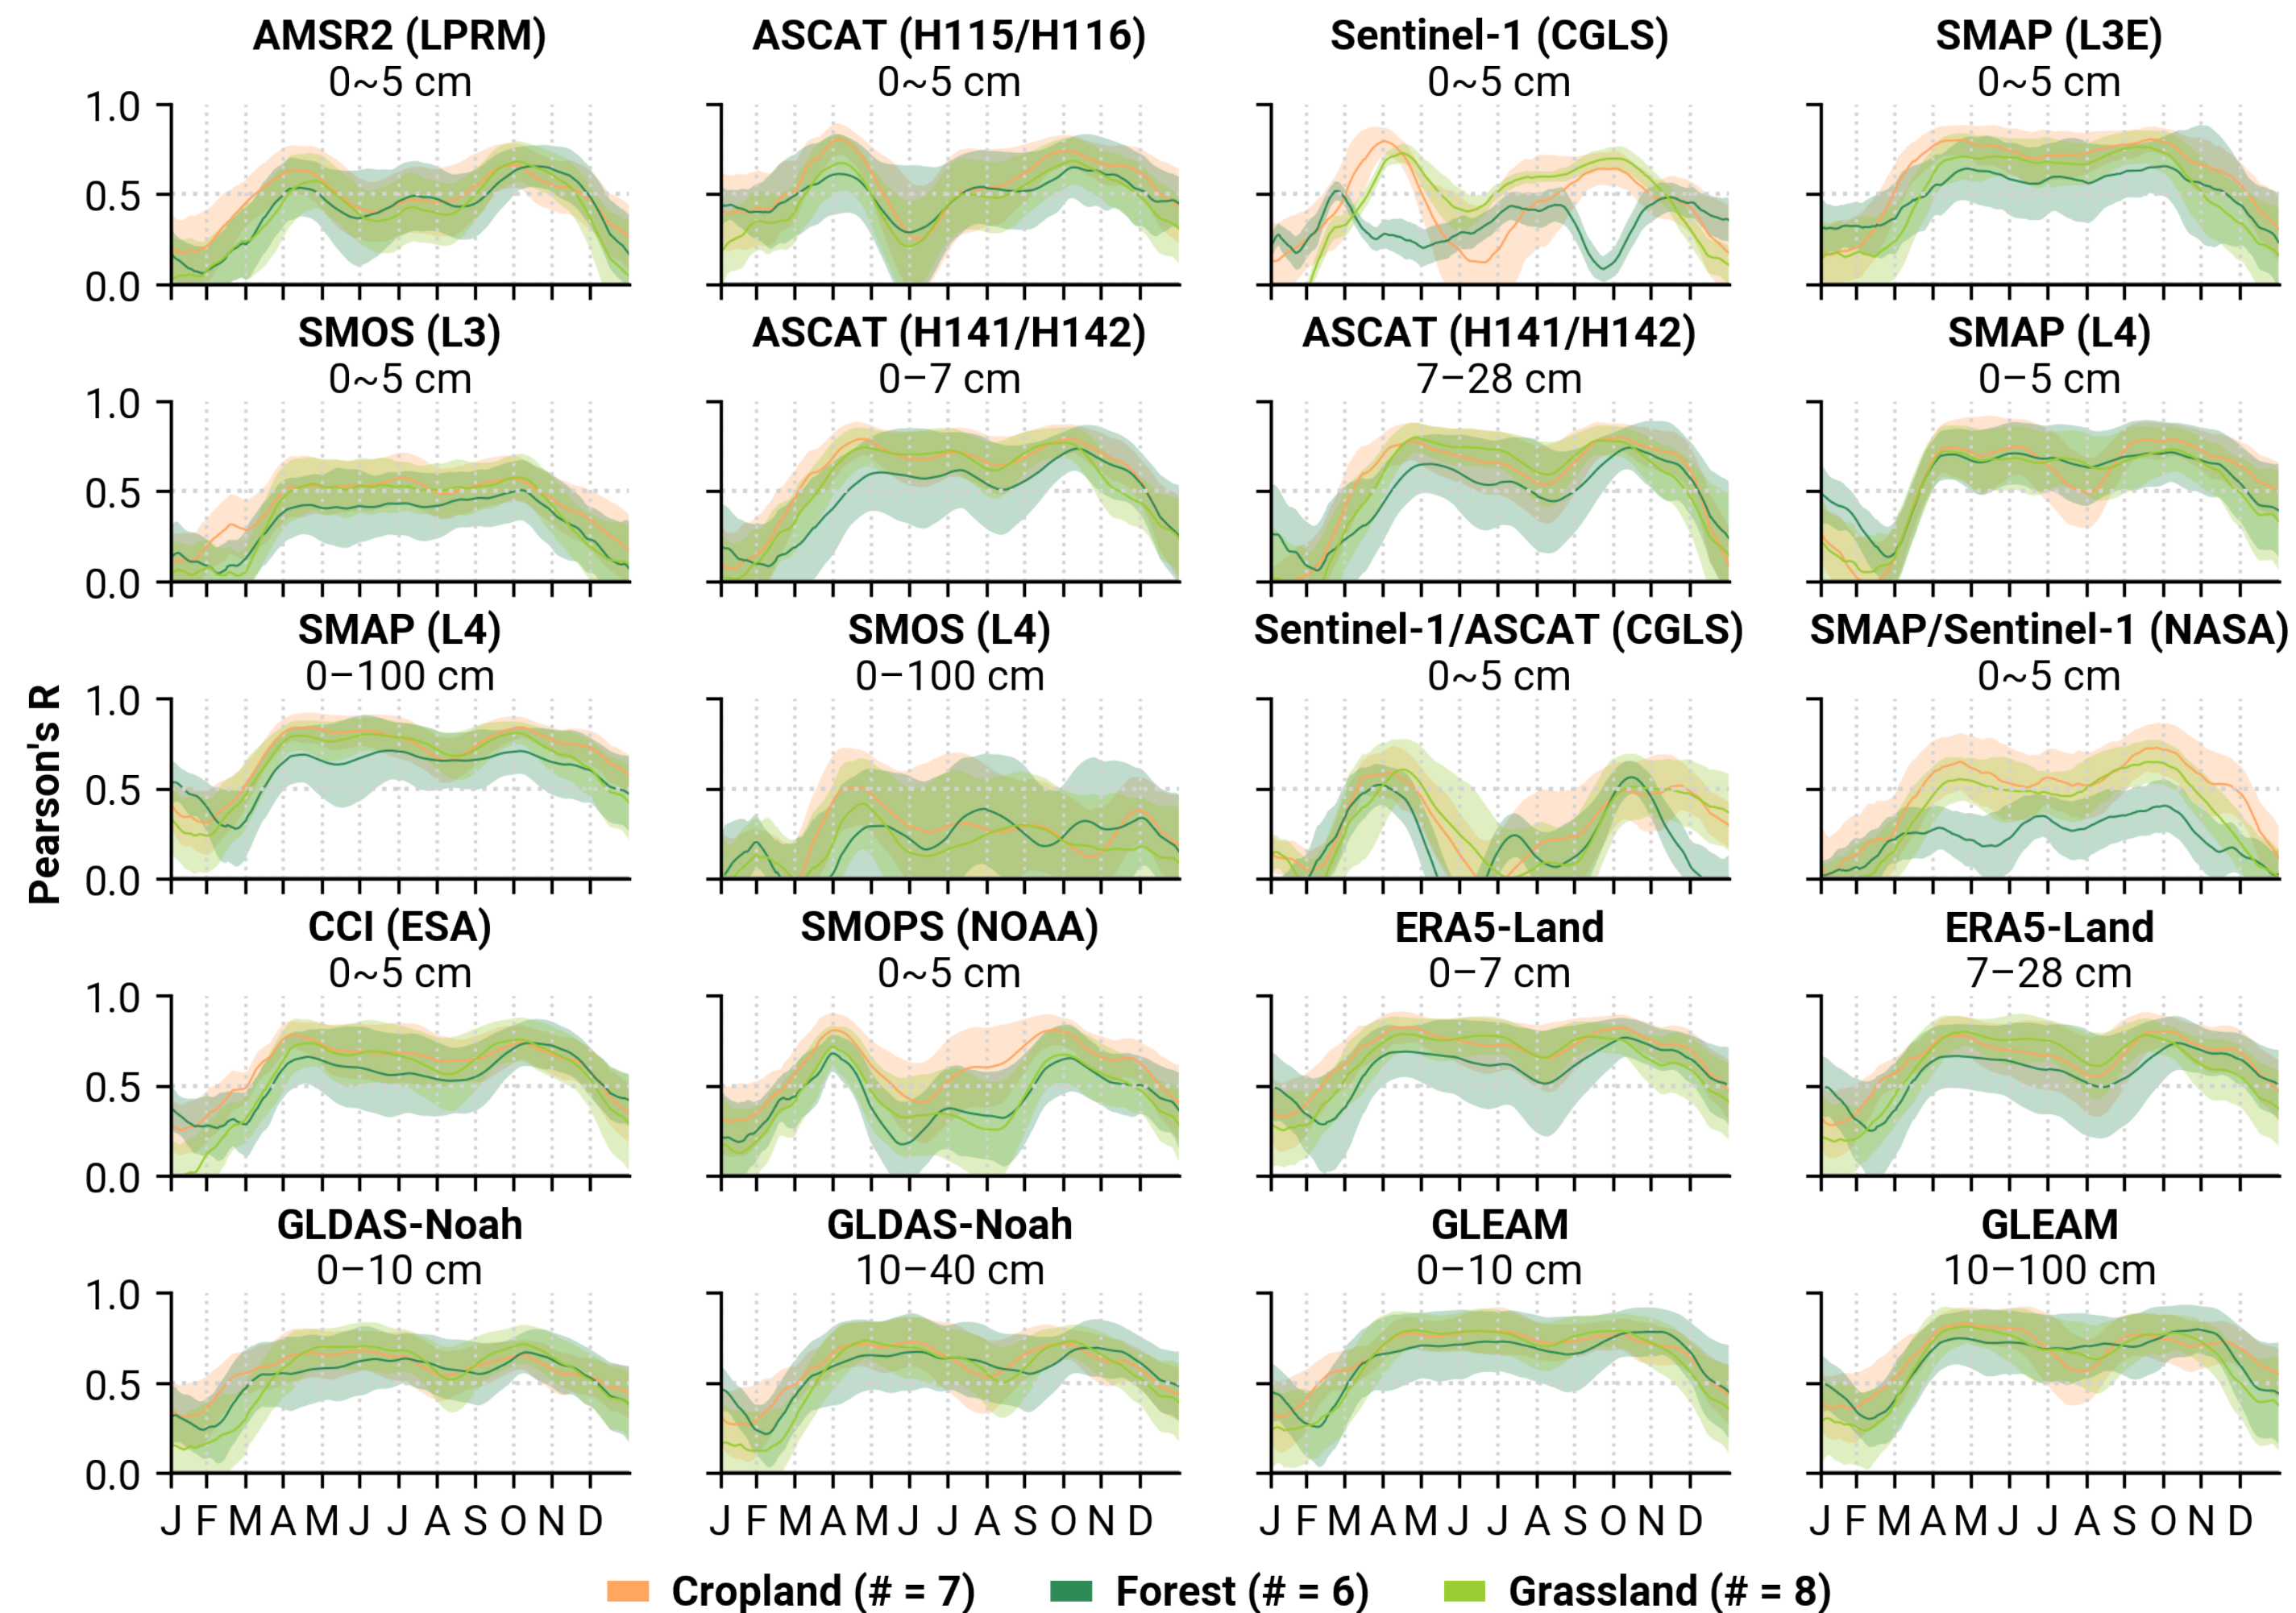 AMSR2 (LPRM) ASCAT (H115/H116) Sentinel-1 (CGLS) SMAP (L3E)
0~5 cm 0~5 cm 0~5 cm 0~5 cm
1.0
0.5
0.0
SMOS (L3) ASCAT (H141/H142) ASCAT (H141/H142) SMAP (L4)
0~5 cm 0–7 cm 7–28 cm 0–5 cm
1.0
0.5
0.0
SMAP (L4) SMOS (L4) Sentinel-1/ASCAT (CGLS) SMAP/Sentinel-1 (NASA)
0–100 cm 0–100 cm 0~5 cm 0~5 cm
Pearson's R
1.0
0.5
0.0
CCI (ESA) SMOPS (NOAA) ERA5-Land ERA5-Land
0~5 cm 0~5 cm 0–7 cm 7–28 cm
1.0
0.5
0.0
GLDAS-Noah GLDAS-Noah GLEAM GLEAM
0–10 cm 10–40 cm 0–10 cm 10–100 cm
1.0
0.5
0.0
J F M A M J J A S O N D J F M A M J J A S O N D J F M A M J J A S O N D J F M A M J J A S O N D
Cropland (# = 7) Forest (# = 6) Grassland (# = 8)